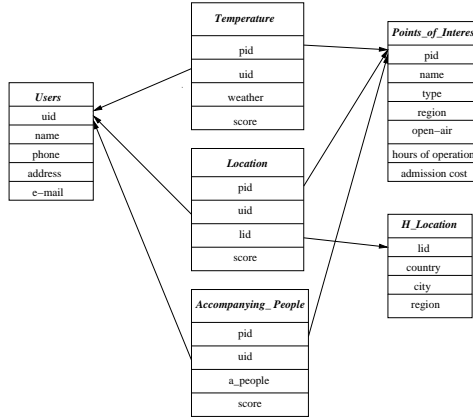 Users
uid
name
phone
address
e-mail
Temperature
pid
uid
weather
score
Location
pid
uid
lid
score
Accompanying_People
pid
uid
a_people
score
Points_of_Interes
pid
name
type
region
open-air
hours of operation
admission cost
H_Location
lid
country
city
region